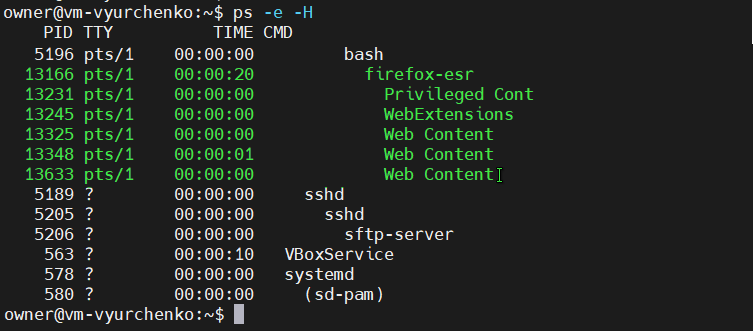 owner@vm-vyurchenko:~$ ps -e -H
PID TTY TIME CMD
5196 pts/1 00:00:00 bash
13166 pts/1 00:00:20 firefox-esr
13231 pts/1 00:00:00 Privileged Cont
13245 pts/1 00:00:00 WebExtensions
13325 pts/1 00:00:00 Web Content
13348 pts/1 00:00:01 Web Content
13633 pts/1 00:00:00 Web Content
5189 ? 00:00:00 sshd
5205 ? 00:00:00 sshd
5206 ? 00:00:00 sftp-server
563 ? 00:00:10 VBoxService
578 ? 00:00:00 systemd
580 ? 00:00:00 (sd-pam)
owner@vm-vyurchenko:~$